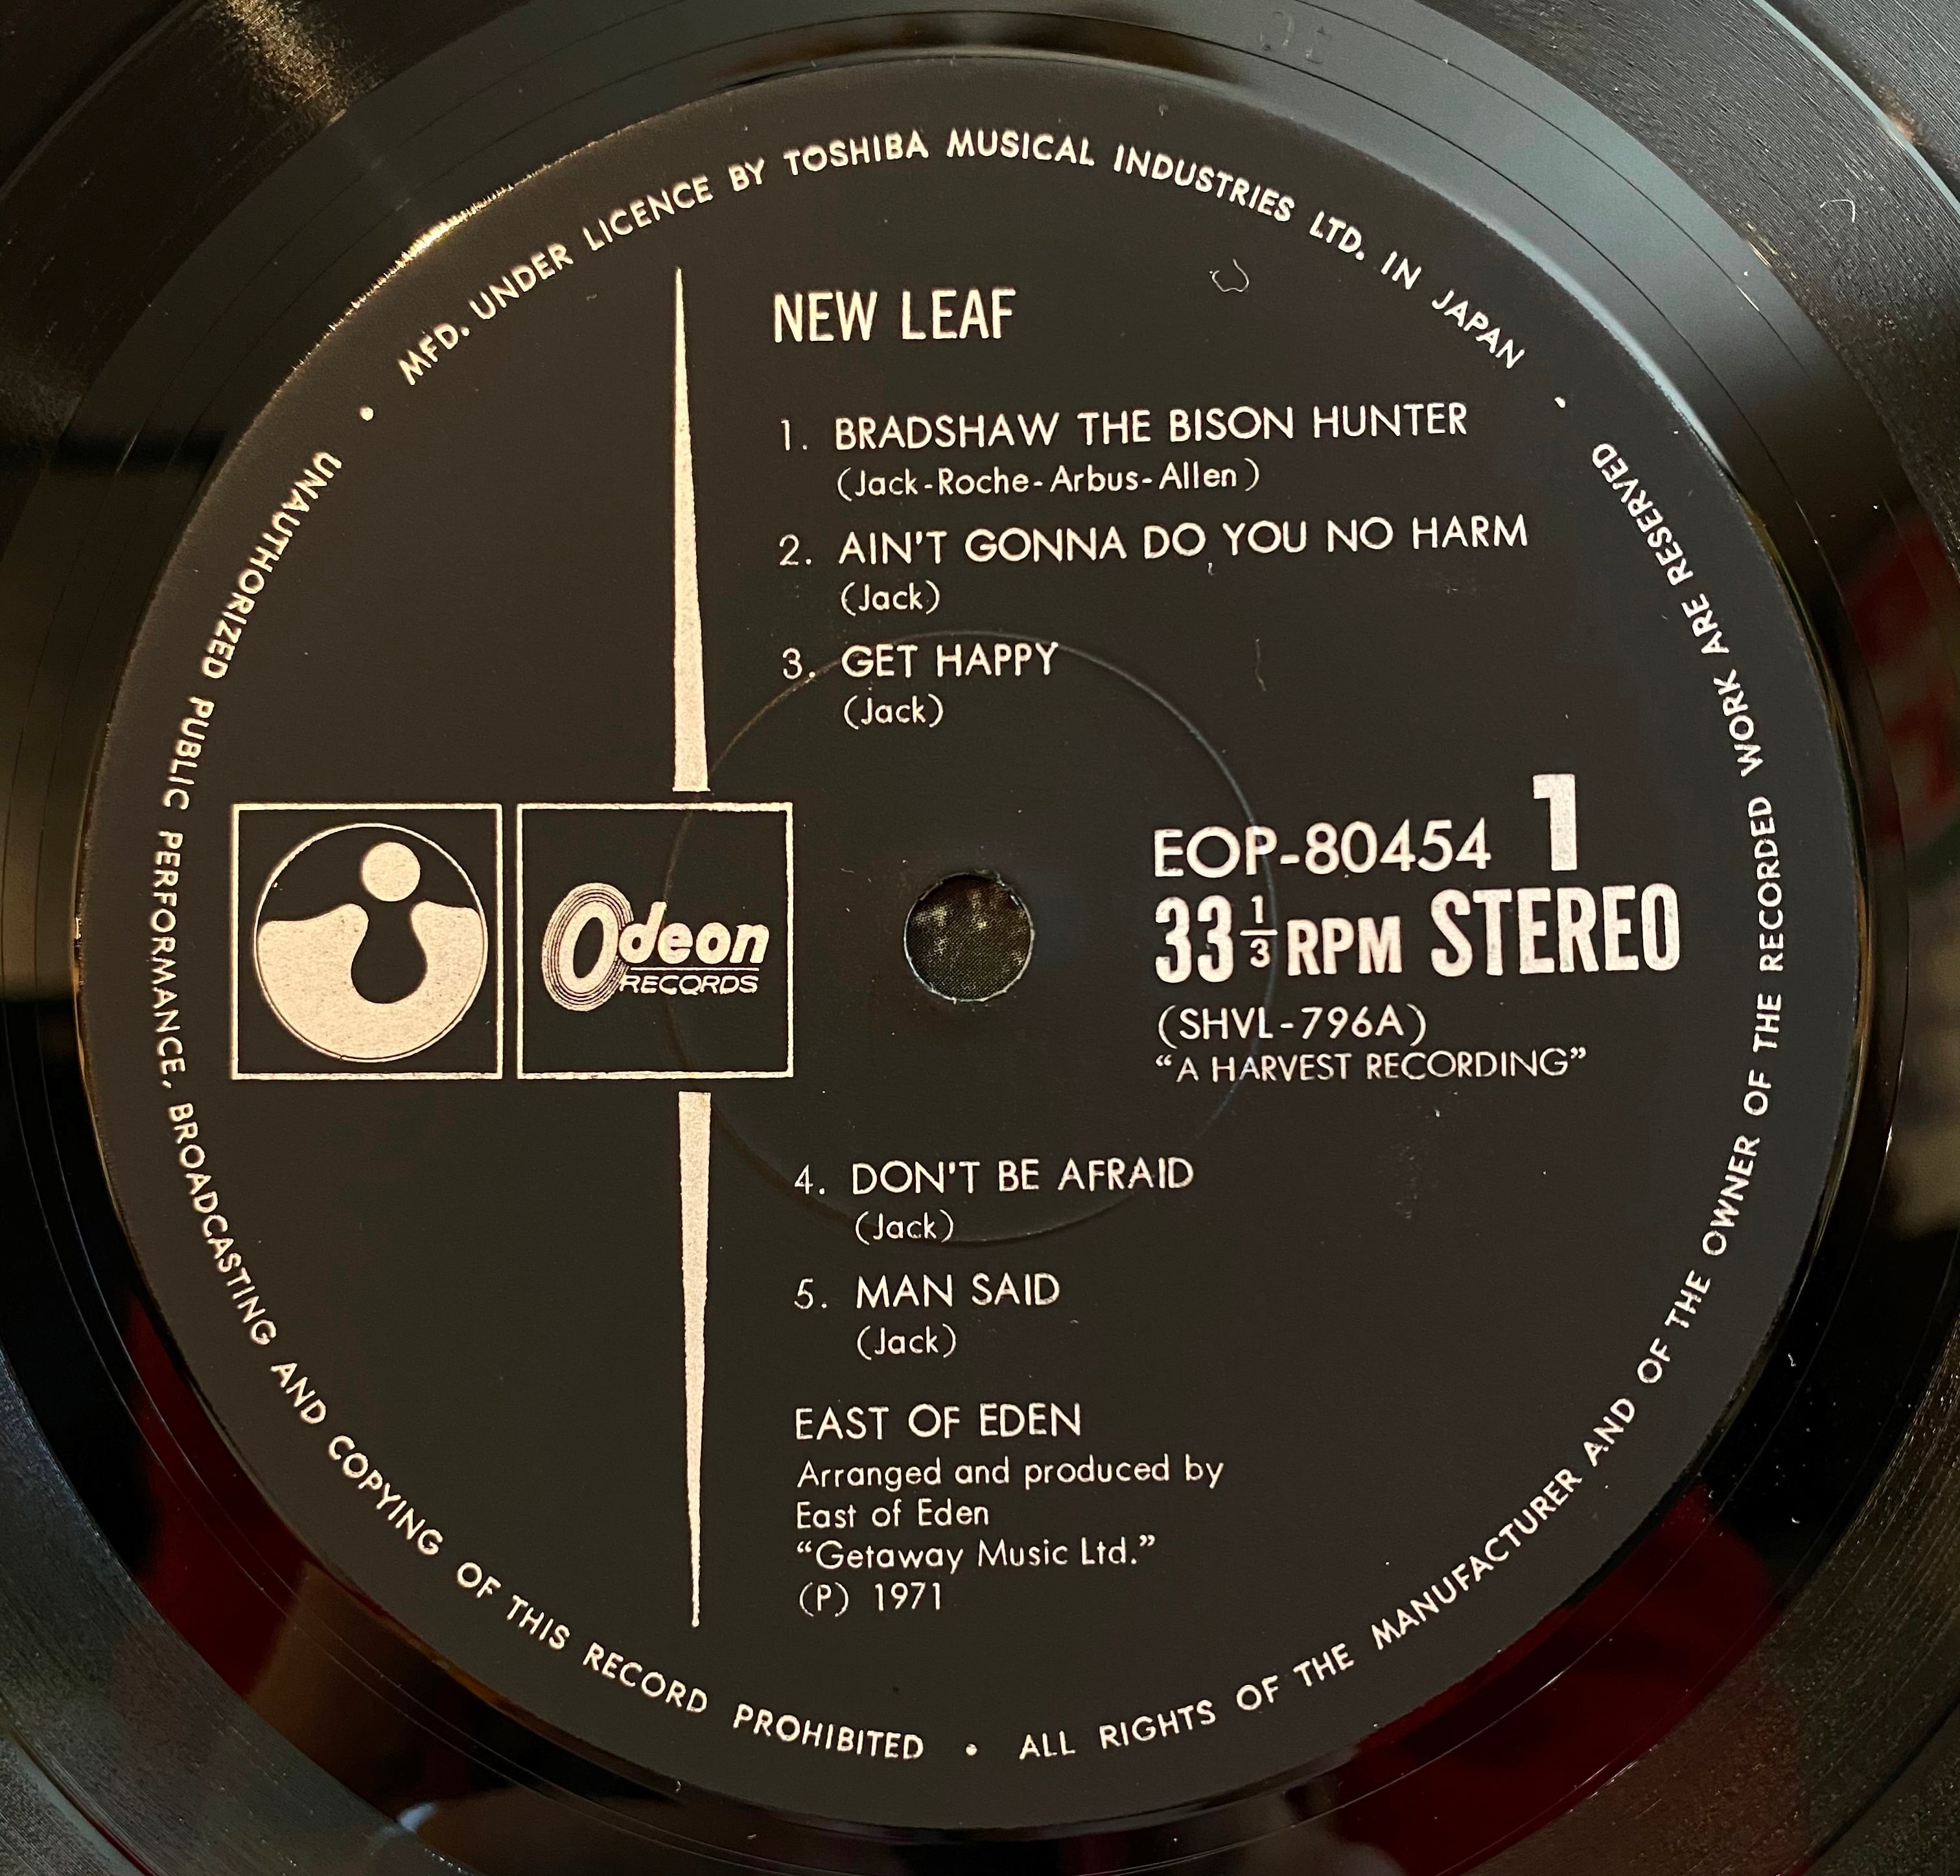 MFD. UNDER LICENCE BY TOSHIBA MUSICAL INDUSTRIES LTD. IN JAPAN •
NEW LEAF
1. BRADSHAW THE BISON HUNTER
(Jack-Roche-Arbus-Allen)
2. AIN'T GONNA DO YOU NO HARM
(Jack)
3. GET HAPPY
(Jack)
Odeon
RECORDS
EOP-80454 1
33 1/3 RPM STEREO
(SHVL-796A)
“A HARVEST RECORDING”
4. DON'T BE AFRAID
(Jack)
5. MAN SAID
(Jack)
EAST OF EDEN
Arranged and produced by
East of Eden
“Getaway Music Ltd.”
(P) 1971
• UNAUTHORIZED PUBLIC PERFORMANCE, BROADCASTING AND COPYING OF THIS RECORD PROHIBITED •
ALL RIGHTS OF THE MANUFACTURER AND OF THE OWNER OF THE RECORDED WORK ARE RESERVED